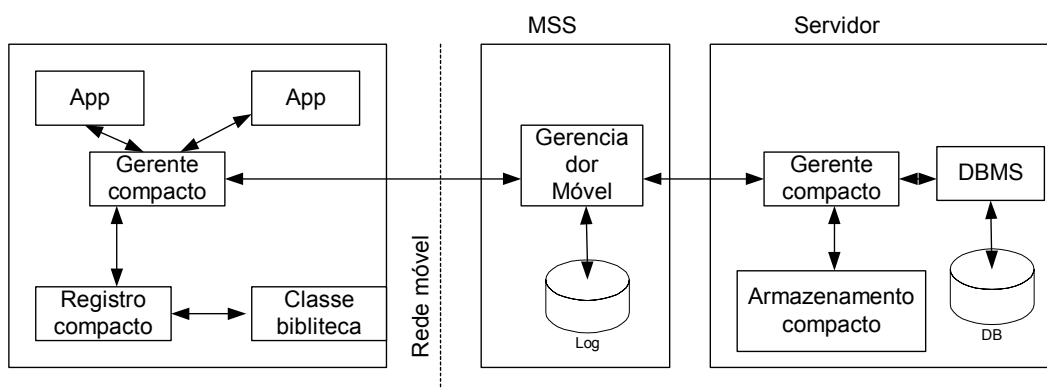 MSS
Servidor
App
App
Gerente
compacto
Gerencia
dor
Móvel
Gerente
compacto
DBMS
Registro
compacto
Classe
bibliteca
Rede móvel
Log
Armazenamento
compacto
DB